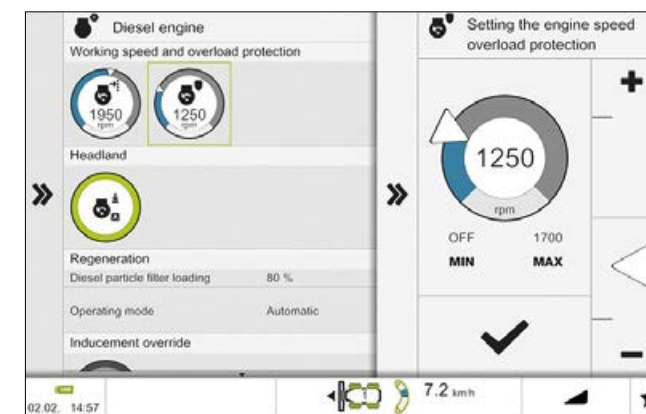 Diesel engine
Working speed and overload protection
1950
rpm
1250
rpm
Headland
Regeneration
Diesel particle filter loading 80 %
Operating mode Automatic
Inducement override
Setting the engine speed
overload protection
1250
rpm
OFF 1700
MIN MAX
02.02. 14:57
7.2 km/h